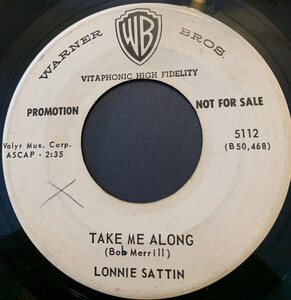 WARNER BROS.
WB
VITAPHONIC HIGH FIDELITY
PROMOTION
NOT FOR SALE
Valyr Mus. Corp.
ASCAP - 2:35
5112
(B50,468)
TAKE ME ALONG
(Bob Merrill)
LONNIE SATTIN